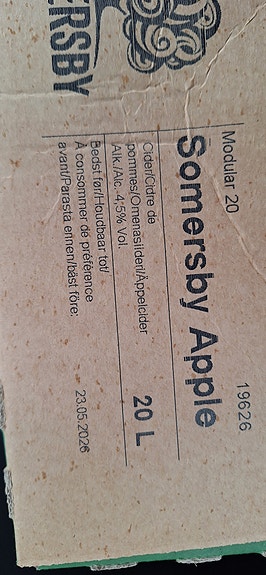 ERSBY
Modular 20
19626
Somersby Apple
Cider/Cidre de
pommes/Omenasiideri/Äppelcider
Alk./Alc. 4,5% Vol.
20 L
Bedst før/Houdbaar tot/
À consommer de préférence
avant/Parasta ennen/bäst före:
23.05.2026